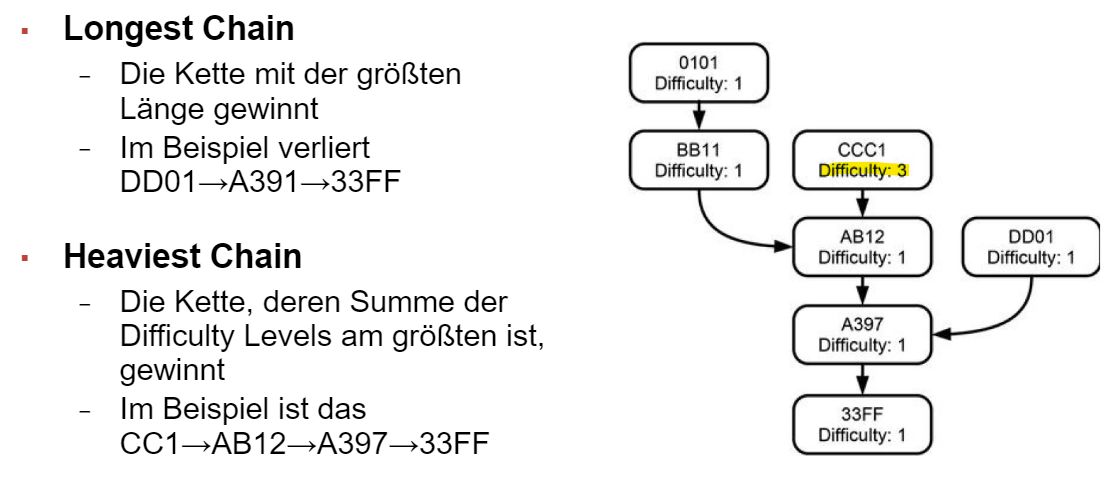 Longest Chain
– Die Kette mit der größten
Länge gewinnt
– Im Beispiel verliert
DD01→A391→33FF
Heaviest Chain
– Die Kette, deren Summe der
Difficulty Levels am größten ist,
gewinnt
– Im Beispiel ist das
CC1→AB12→A397→33FF
0101
Difficulty: 1
BB11
Difficulty: 1
CCC1
Difficulty: 3
AB12
Difficulty: 1
DD01
Difficulty: 1
A397
Difficulty: 1
33FF
Difficulty: 1